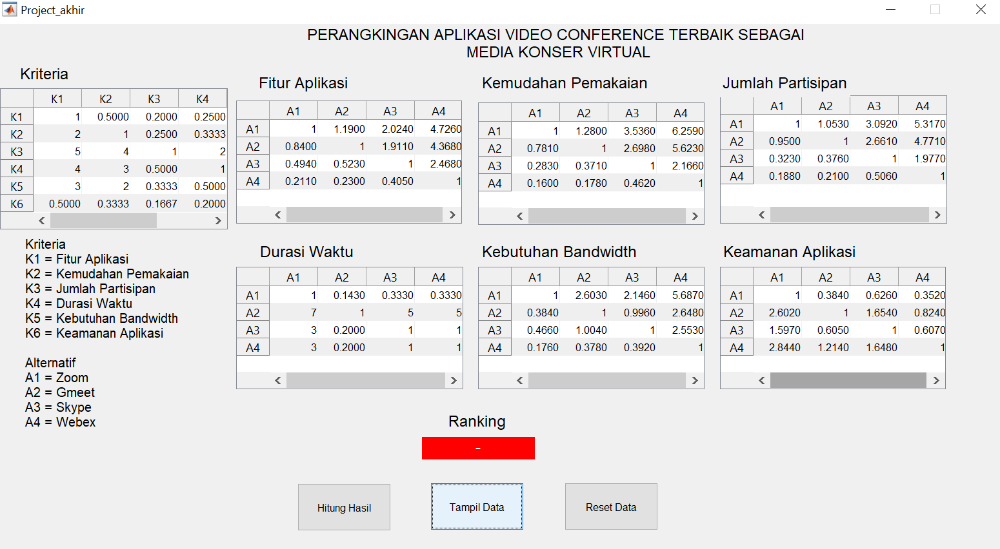 Project_akhir
PERANGKINGAN APLIKASI VIDEO CONFERENCE TERBAIK SEBAGAI
MEDIA KONSER VIRTUAL
Kriteria
K1 K2 K3 K4
K1 1 0.5000 0.2000 0.2500
K2 2 1 0.2500 0.3333
K3 5 4 1 2
K4 4 3 0.5000 1
K5 3 2 0.3333 0.5000
K6 0.5000 0.3333 0.1667 0.2000
Fitur Aplikasi
A1 A2 A3 A4
A1 1 1.1900 2.0240 4.7260
A2 0.8400 1 1.9110 4.3680
A3 0.4940 0.5230 1 2.4680
A4 0.2110 0.2300 0.4050 1
Kemudahan Pemakaian
A1 A2 A3 A4
A1 1 1.2800 3.5360 6.2590
A2 0.7810 1 2.6980 5.6230
A3 0.2830 0.3710 1 2.1660
A4 0.1600 0.1780 0.4620 1
Jumlah Partisipan
A1 A2 A3 A4
A1 1 1.0530 3.0920 5.3170
A2 0.9500 1 2.6610 4.7710
A3 0.3230 0.3760 1 1.9770
A4 0.1880 0.2100 0.5060 1
Kriteria
K1 = Fitur Aplikasi
K2 = Kemudahan Pemakaian
K3 = Jumlah Partisipan
K4 = Durasi Waktu
K5 = Kebutuhan Bandwidth
K6 = Keamanan Aplikasi
Alternatif
A1 = Zoom
A2 = Gmeet
A3 = Skype
A4 = Webex
Durasi Waktu
A1 A2 A3 A4
A1 1 0.1430 0.3330 0.3330
A2 7 1 5 5
A3 3 0.2000 1 1
A4 3 0.2000 1 1
Kebutuhan Bandwidth
A1 A2 A3 A4
A1 1 2.6030 2.1460 5.6870
A2 0.3840 1 0.9960 2.6480
A3 0.4660 1.0040 1 2.5530
A4 0.1760 0.3780 0.3920 1
Keamanan Aplikasi
A1 A2 A3 A4
A1 1 0.3840 0.6260 0.3520
A2 2.6020 1 1.6540 0.8240
A3 1.5970 0.6050 1 0.6070
A4 2.8440 1.2140 1.6480 1
Ranking
-
Hitung Hasil
Tampil Data
Reset Data